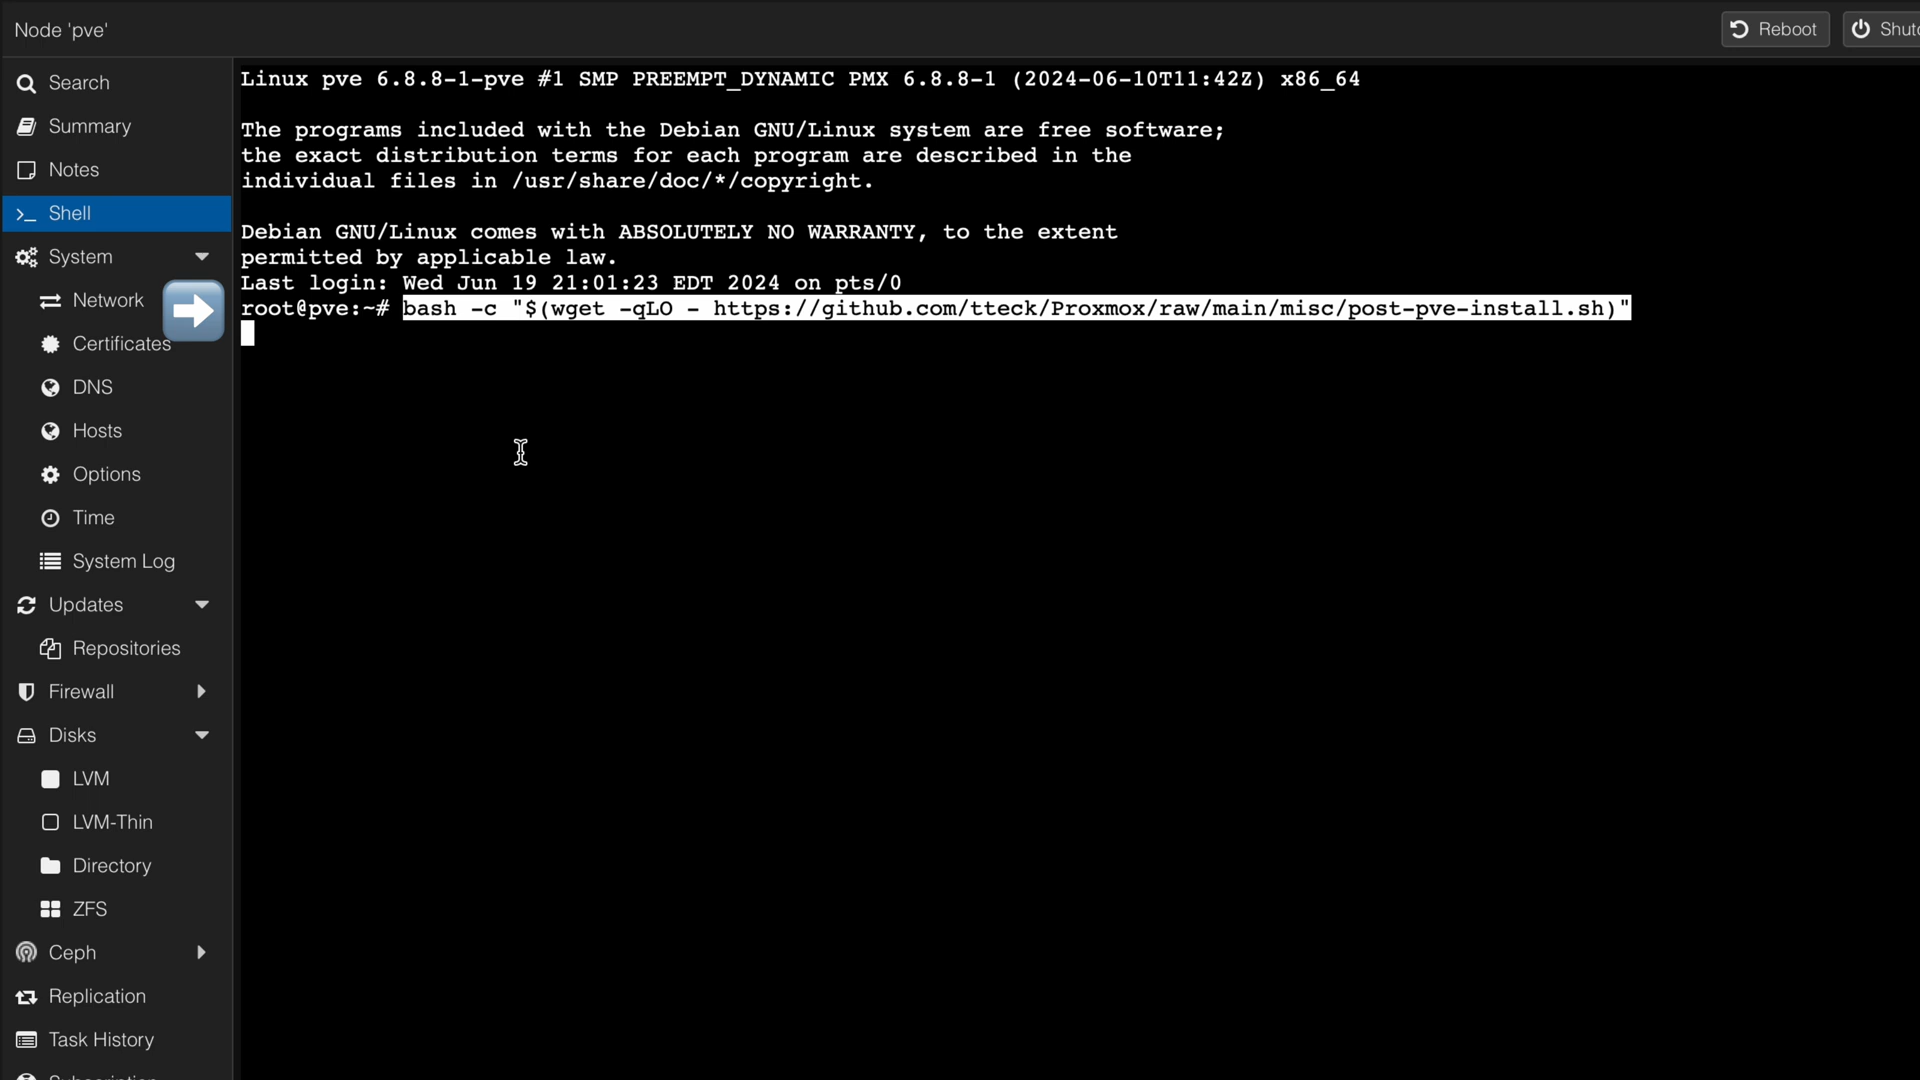 Node 'pve'
Reboot
Shutd
Search
Summary
Notes
Shell
System
Network
Certificates
DNS
Hosts
Options
Time
System Log
Updates
Repositories
Firewall
Disks
LVM
LVM-Thin
Directory
ZFS
Ceph
Replication
Task History
Linux pve 6.8.8-1-pve #1 SMP PREEMPT_DYNAMIC PMX 6.8.8-1 (2024-06-10T11:42Z) x86_64
The programs included with the Debian GNU/Linux system are free software;
the exact distribution terms for each program are described in the
individual files in /usr/share/doc/*/copyright.
Debian GNU/Linux comes with ABSOLUTELY NO WARRANTY, to the extent
permitted by applicable law.
Last login: Wed Jun 19 21:01:23 EDT 2024 on pts/0
root@pve:~# bash -c "$(wget -qLO - https://github.com/tteck/Proxmox/raw/main/misc/post-pve-install.sh)"